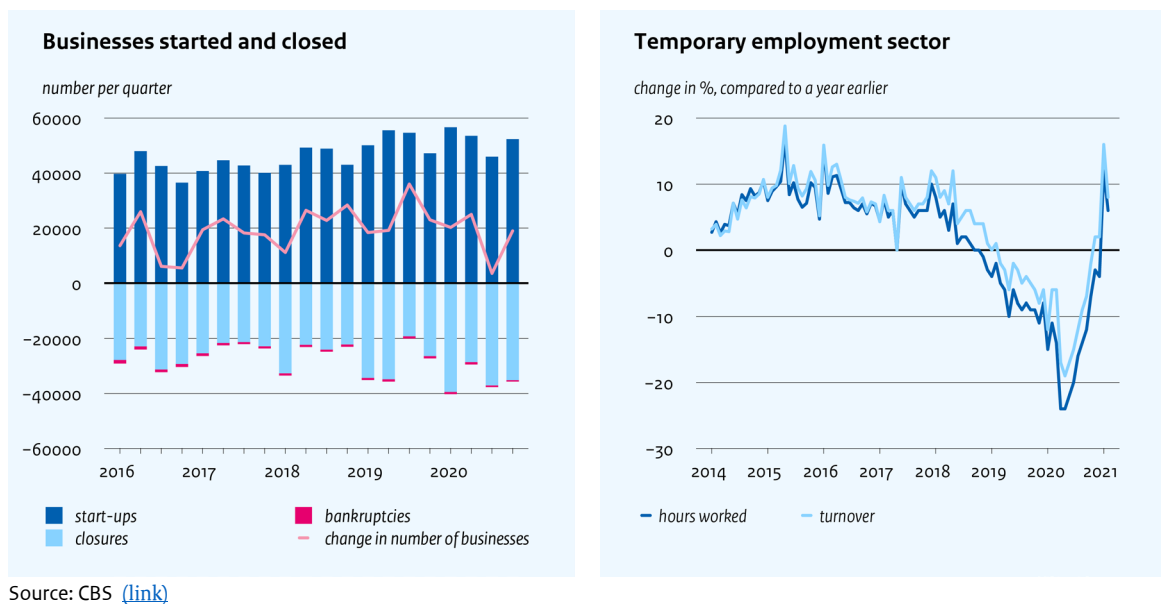 Businesses started and closed
number per quarter
60000
40000
20000
0
−20000
−40000
−60000
2016 2017 2018 2019 2020
start-ups
bankruptcies
closures
change in number of businesses
Temporary employment sector
change in %, compared to a year earlier
20
10
0
−10
−20
−30
2014 2015 2016 2017 2018 2019 2020 2021
hours worked
turnover
Source: CBS (link)